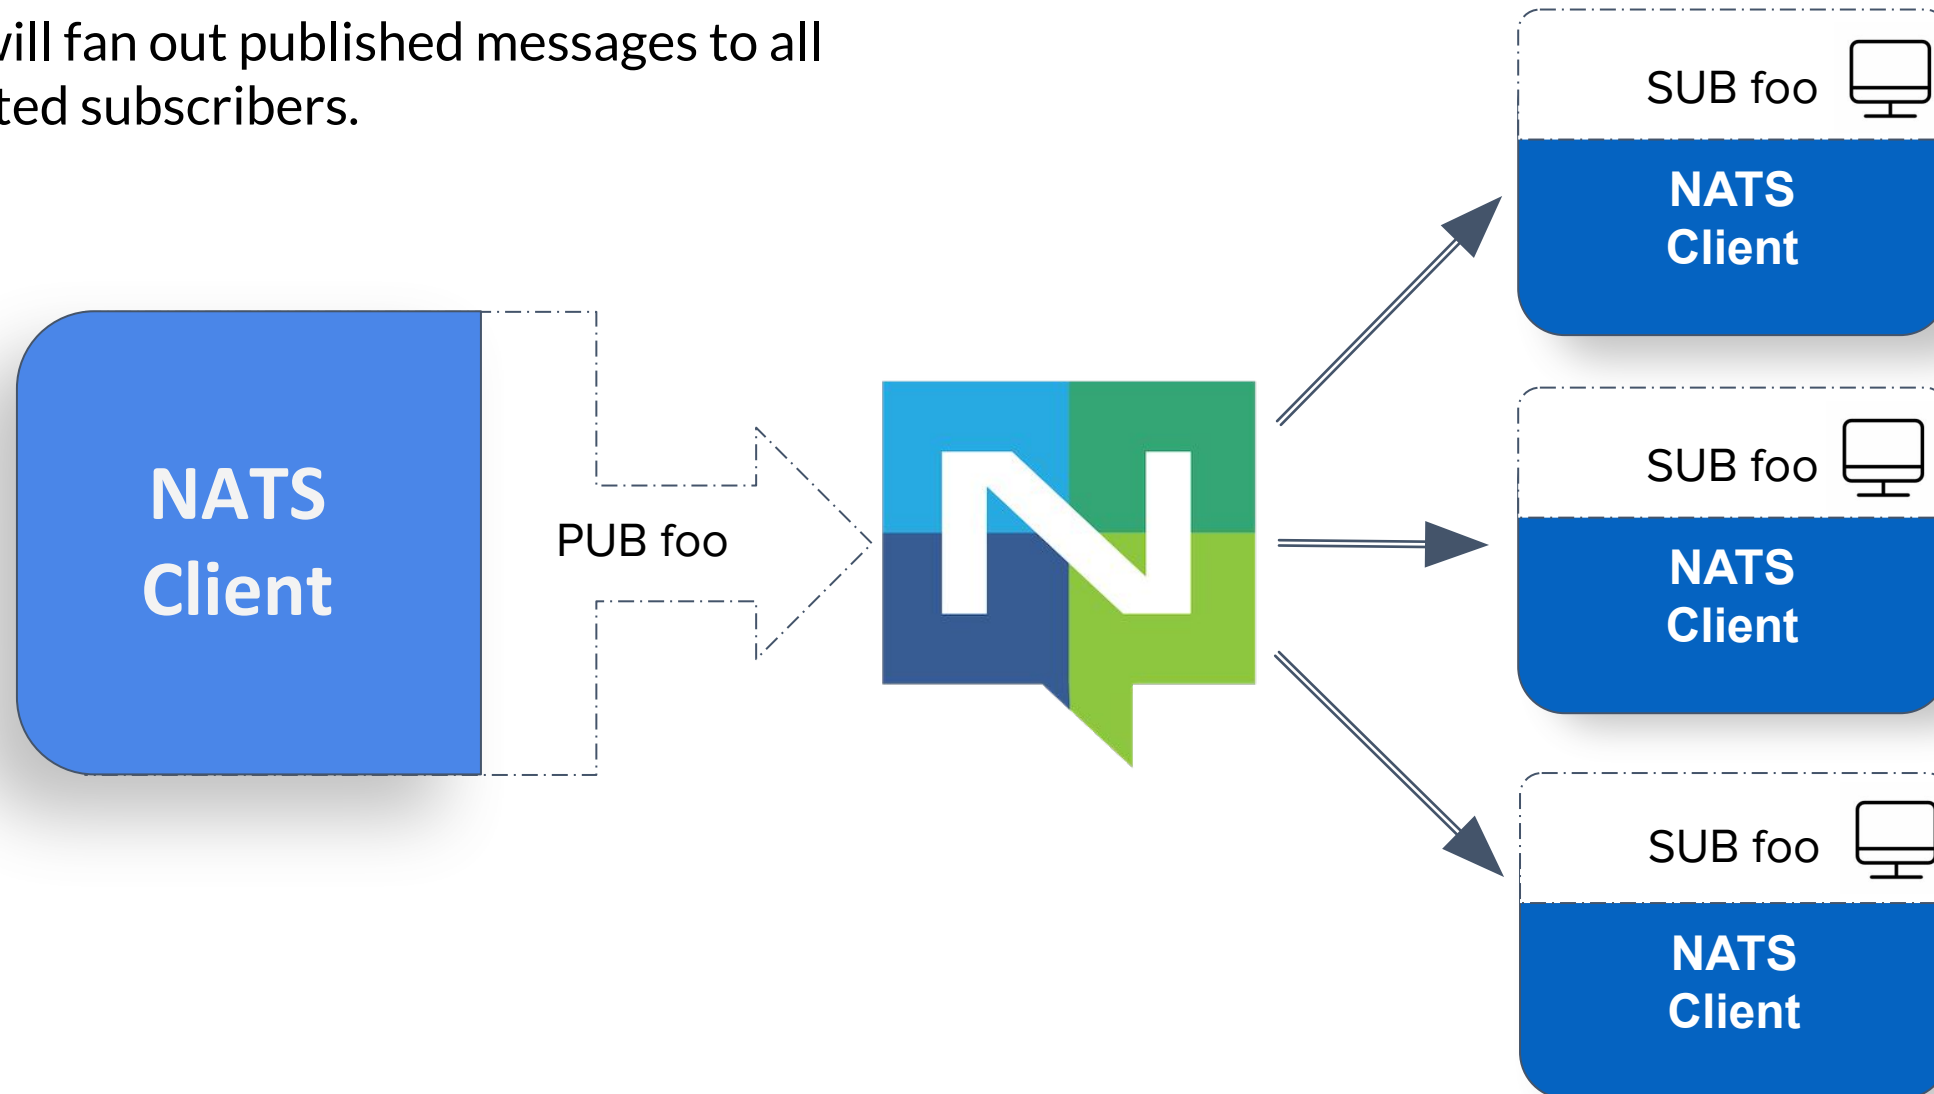 will fan out published messages to all
ted subscribers.
SUB foo
NATS
Client
NATS
Client
PUB foo
SUB foo
NATS
Client
SUB foo
NATS
Client